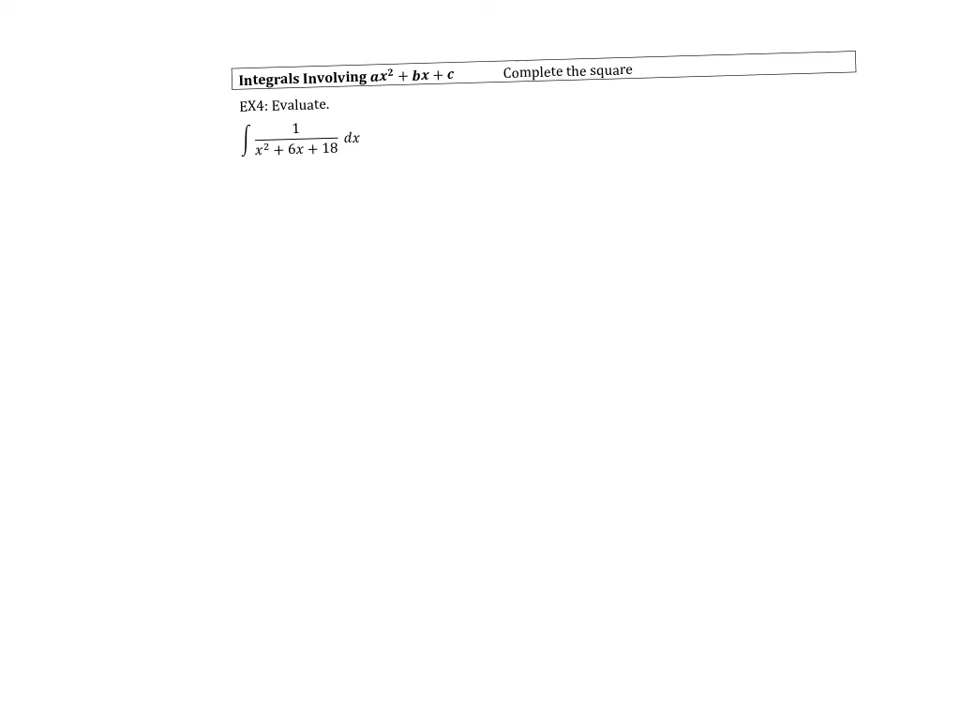 Integrals Involving ax² + bx + c Complete the square
EX4: Evaluate.
∫ 1 / (x² + 6x + 18) dx